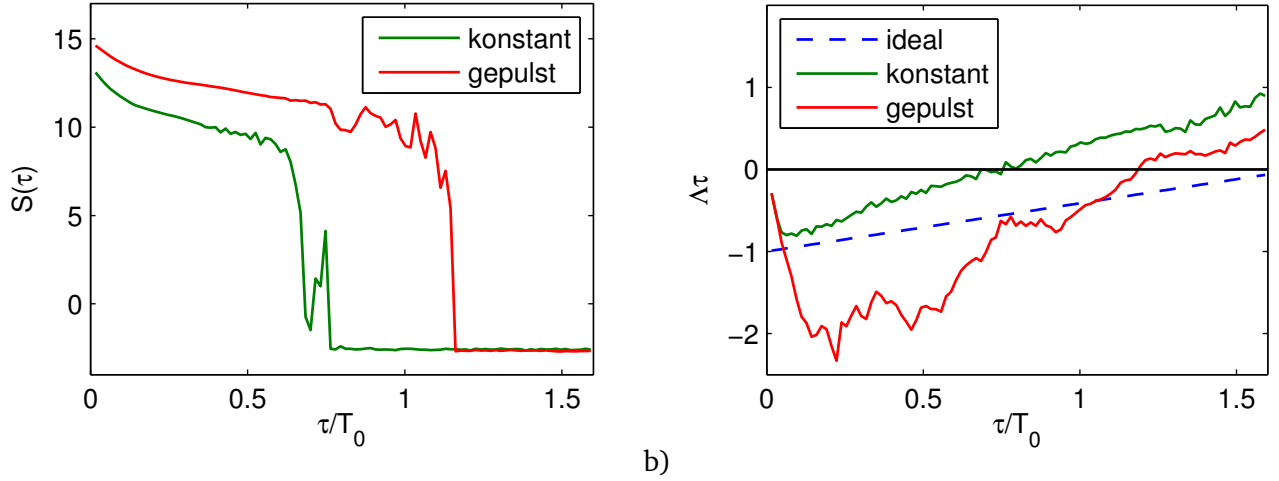 15
10
5
0
S(τ)
konstant
gepulst
0
0.5
1
1.5
τ/T0
1
0
−1
−2
Λτ
ideal
konstant
gepulst
0
0.5
1
1.5
τ/T0
b)